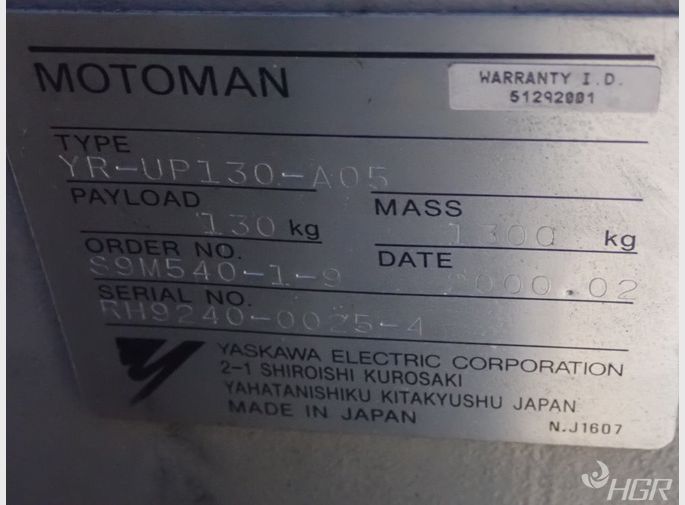 MOTOMAN
WARRANTY I.D.
51292001
TYPE
YR-UP130-A05
PAYLOAD
130 kg
MASS
1300 kg
ORDER NO.
S9M540-1-9
DATE
2000.02
SERIAL NO.
RH9240-0025-4
YASKAWA ELECTRIC CORPORATION
2-1 SHIROISHI KUROSAKI
YAHATANISHIKU KITAKYUSHU JAPAN
MADE IN JAPAN
N.J1607
HGR